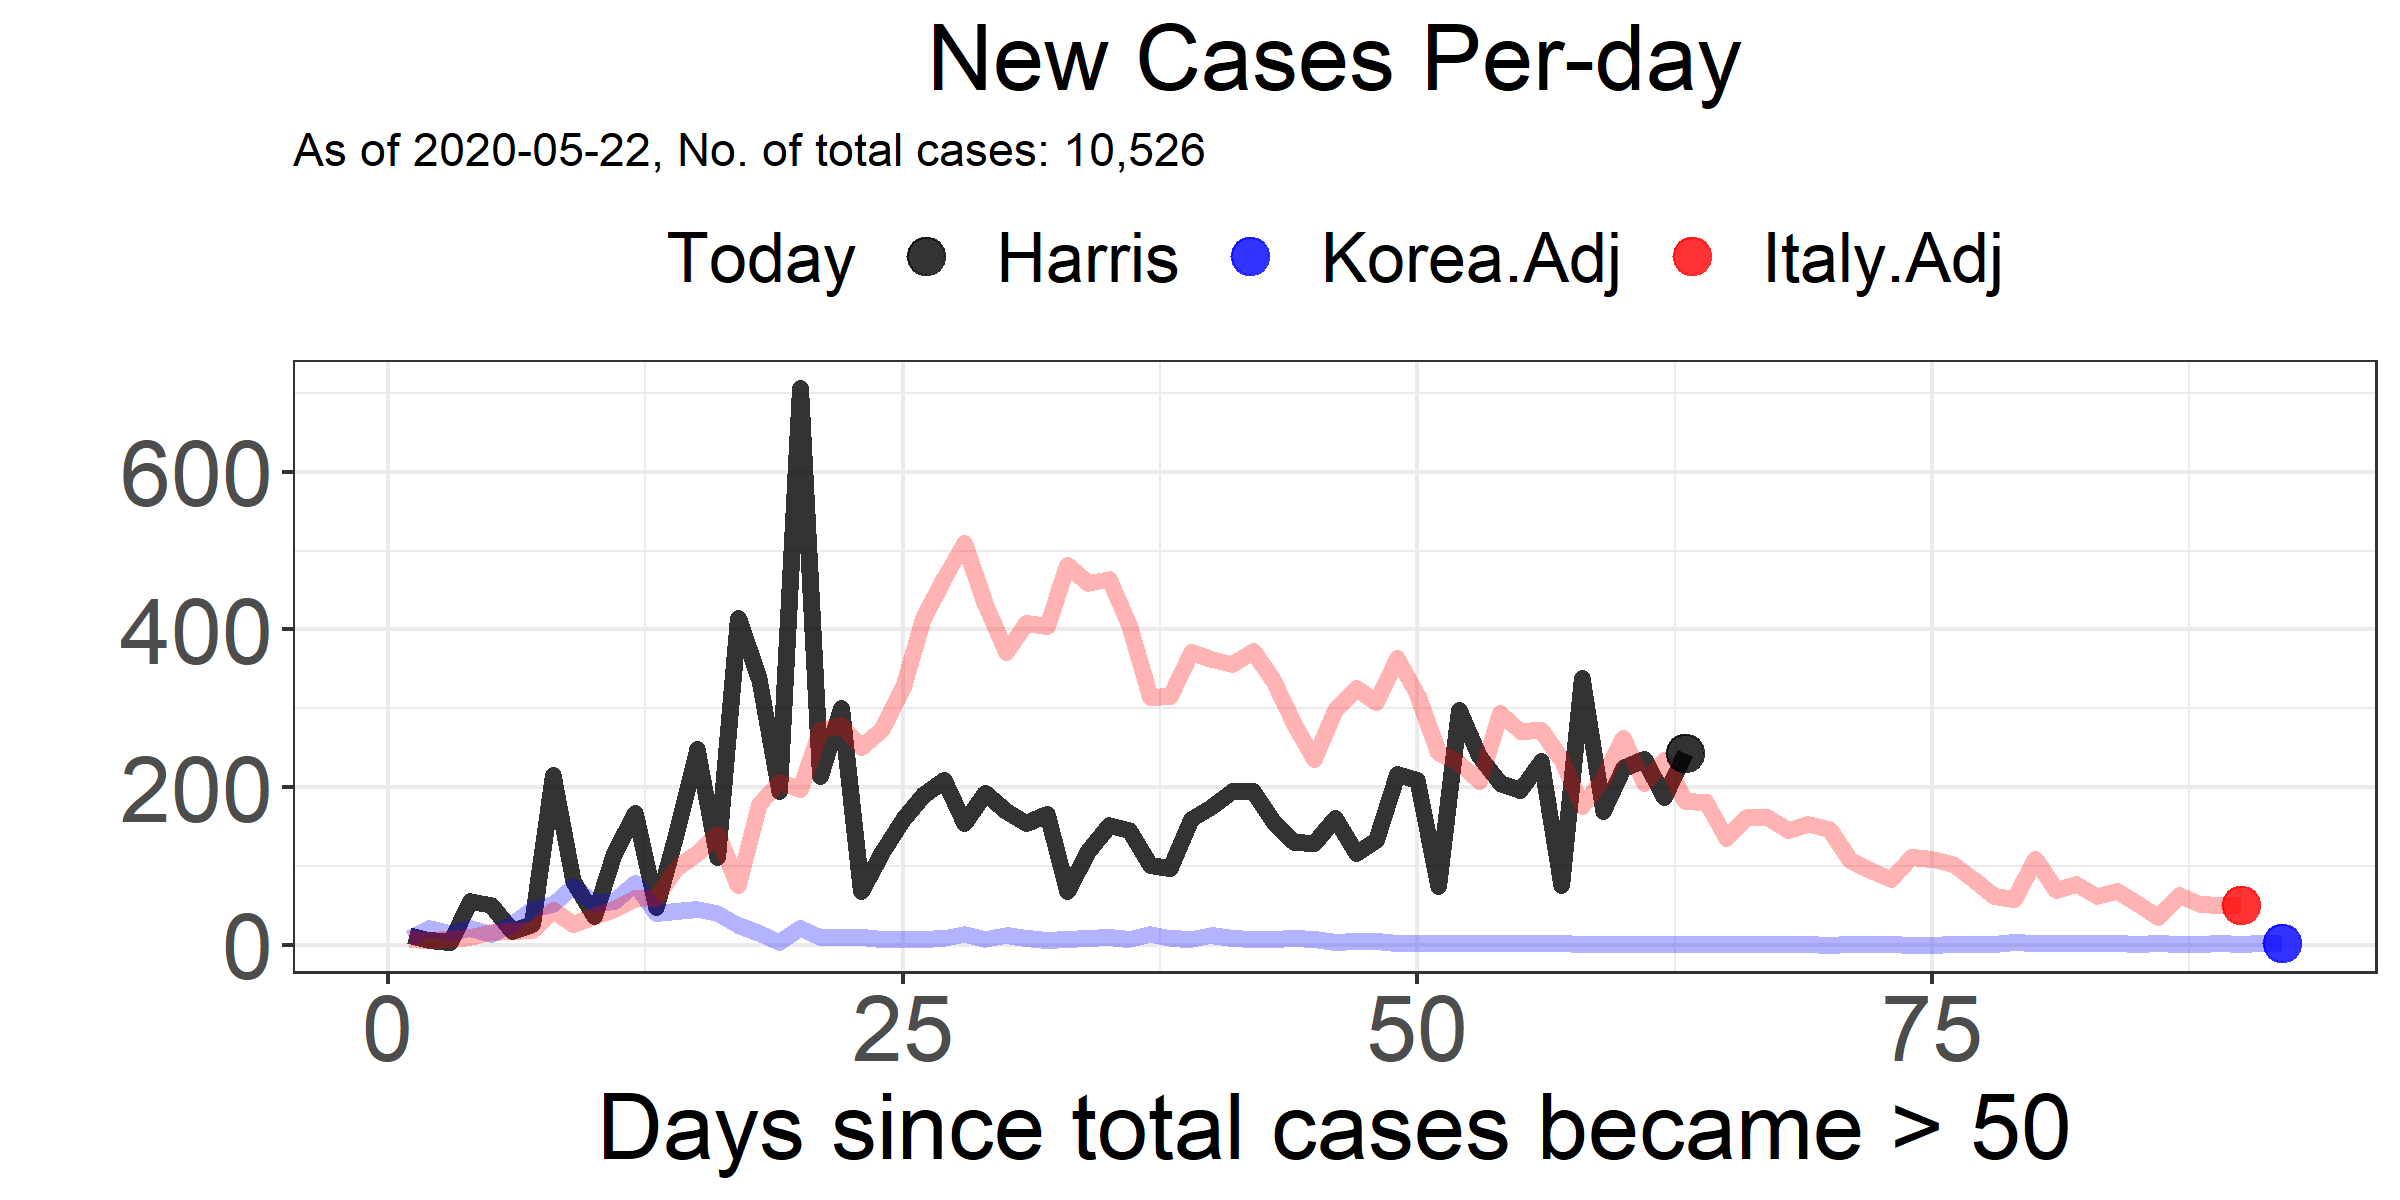 New Cases Per-day
As of 2020-05-22, No. of total cases: 10,526
Today Harris Korea.Adj Italy.Adj
600
400
200
0
0 25 50 75
Days since total cases became > 50